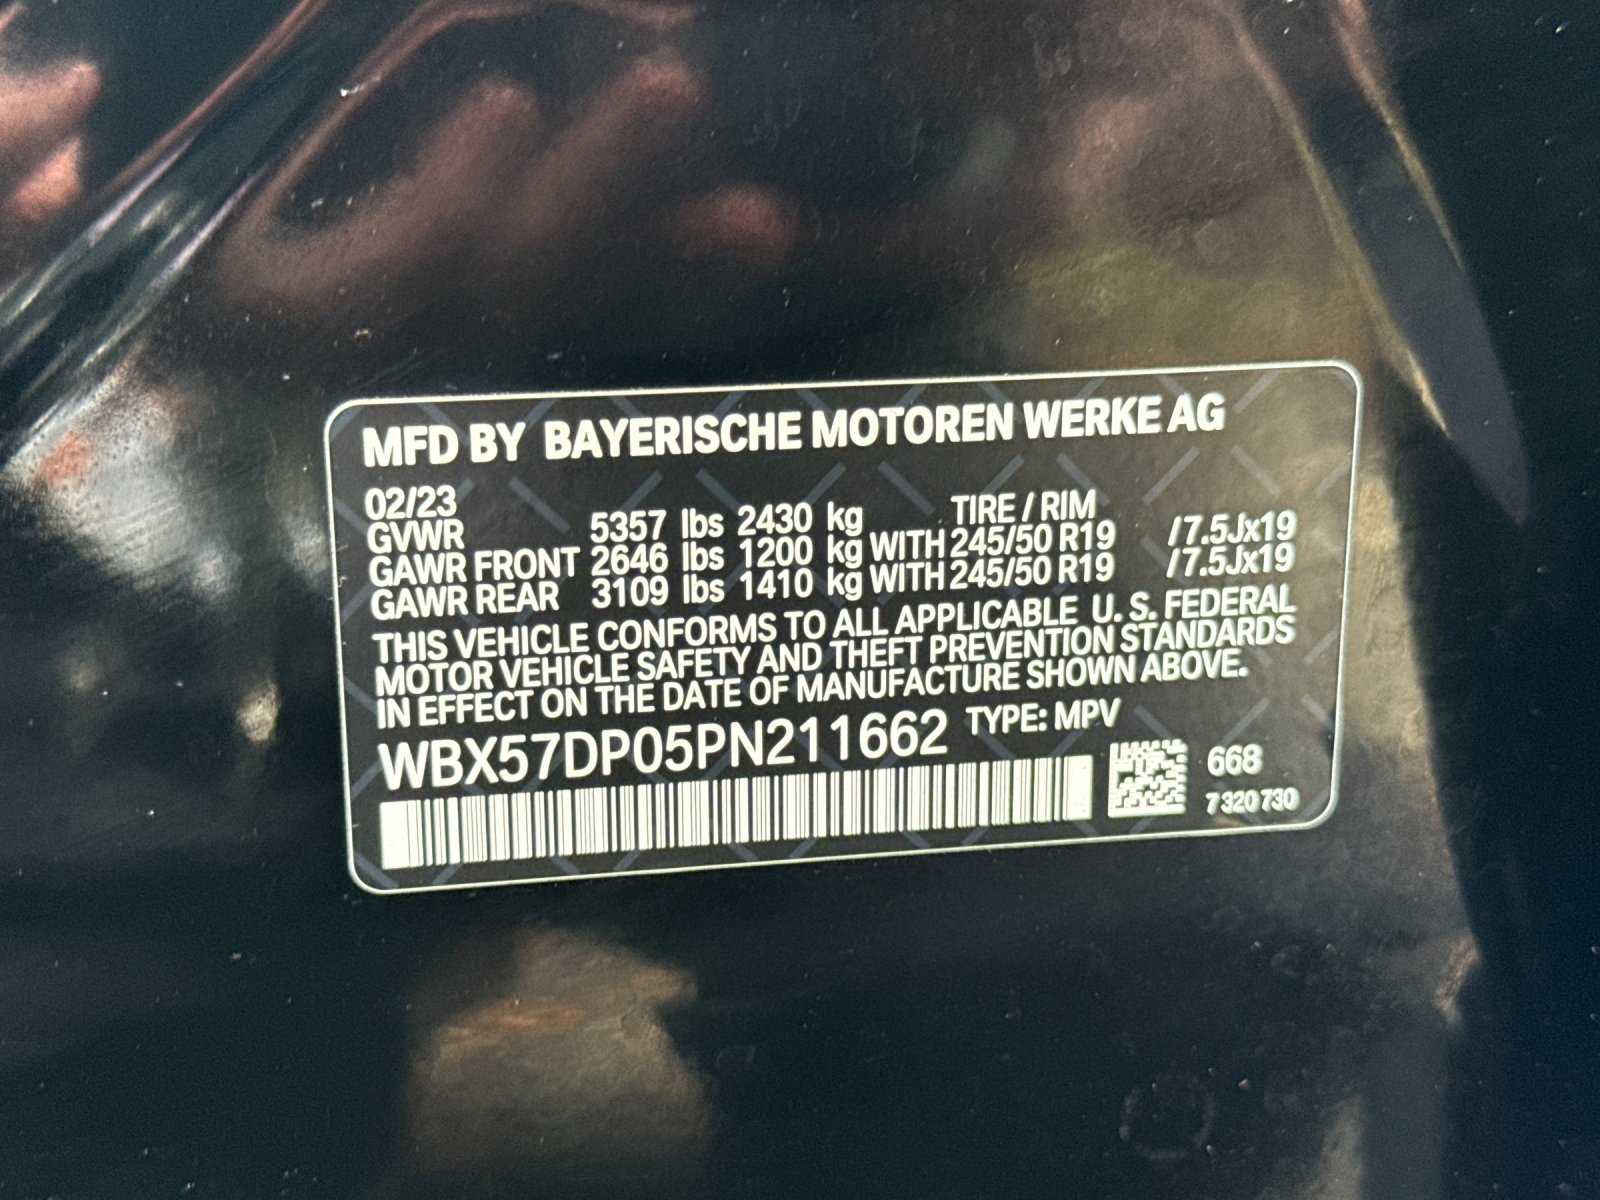 MFD BY BAYERISCHE MOTOREN WERKE AG
02/23 TIRE / RIM
GVWR 5357 lbs 2430 kg
GAWR FRONT 2646 lbs 1200 kg WITH 245/50 R19 /7.5Jx19
GAWR REAR 3109 lbs 1410 kg WITH 245/50 R19 /7.5Jx19
THIS VEHICLE CONFORMS TO ALL APPLICABLE U. S. FEDERAL
MOTOR VEHICLE SAFETY AND THEFT PREVENTION STANDARDS
IN EFFECT ON THE DATE OF MANUFACTURE SHOWN ABOVE.
WBX57DP05PN211662 TYPE: MPV
668
7 320 730